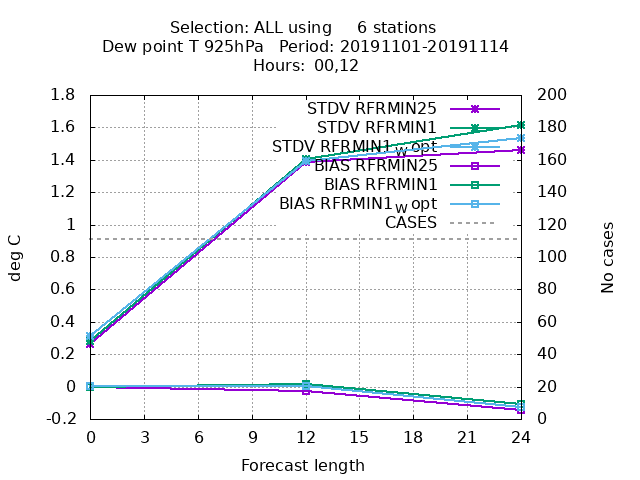 Selection: ALL using     6 stations
Dew point T 925hPa   Period: 20191101-20191114
Hours:  00,12
deg C
No cases
1.8
1.6
1.4
1.2
1
0.8
0.6
0.4
0.2
0
-0.2
200
180
160
140
120
100
80
60
40
20
0
STDV RFRMIN25
STDV RFRMIN1
STDV RFRMIN1_w opt
BIAS RFRMIN25
BIAS RFRMIN1
BIAS RFRMIN1_w opt
CASES
0 3 6 9 12 15 18 21 24
Forecast length